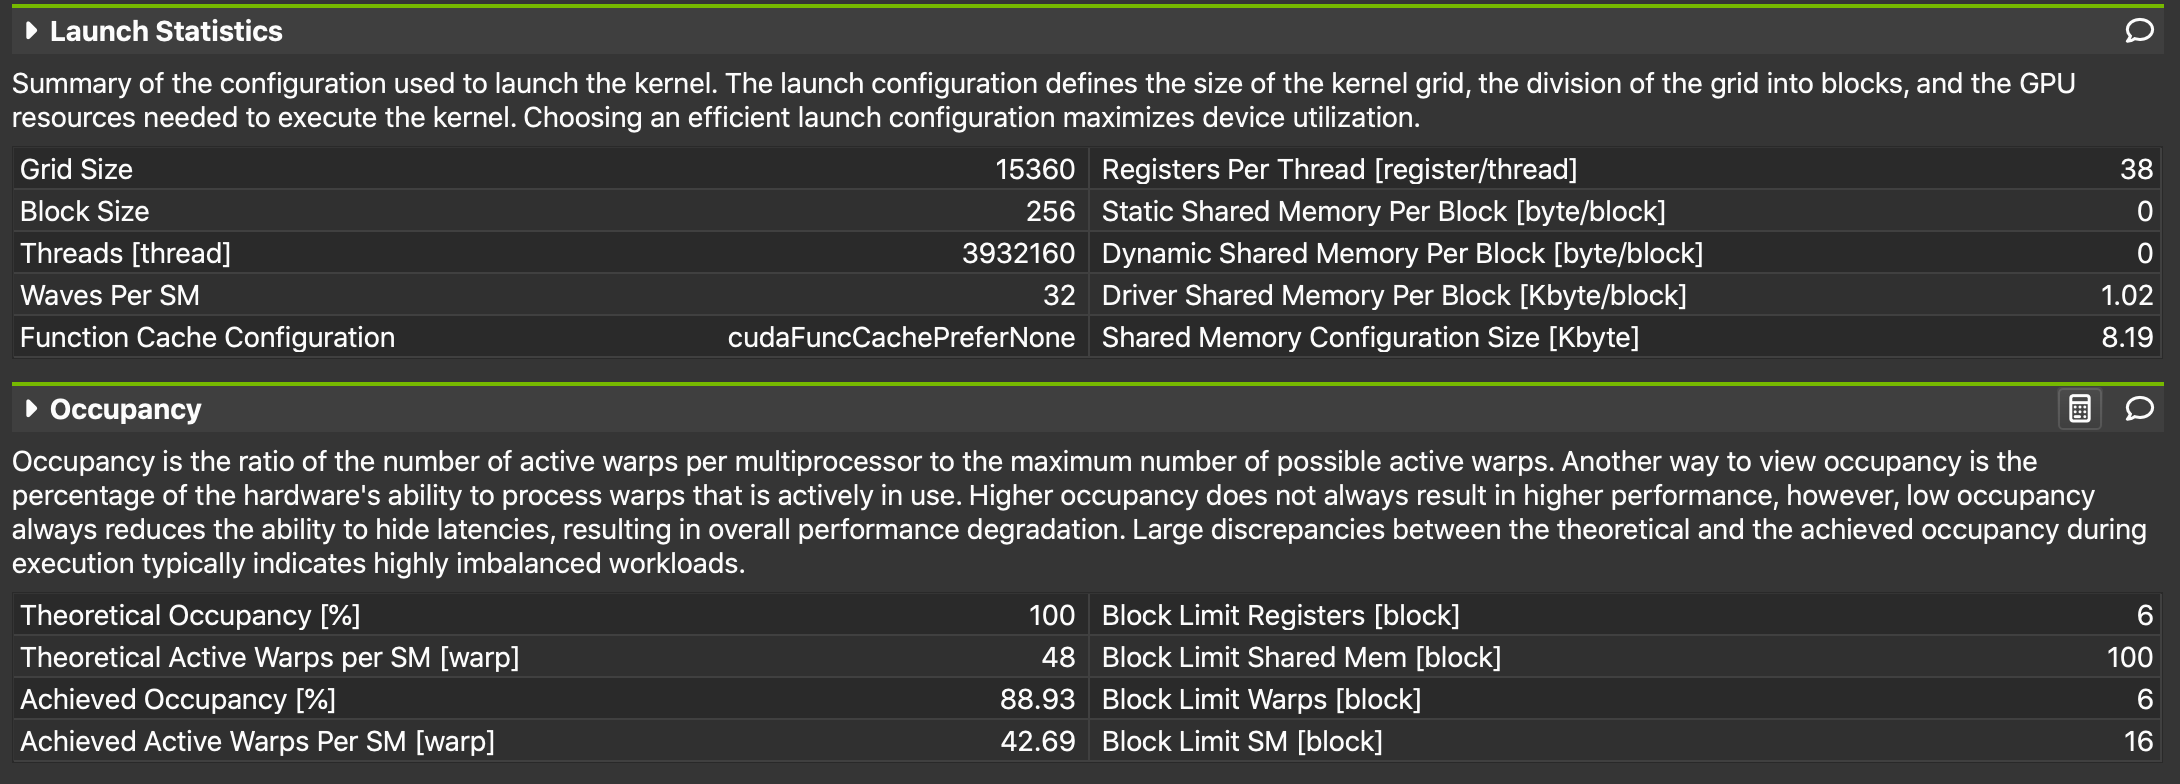 Launch Statistics
Summary of the configuration used to launch the kernel. The launch configuration defines the size of the kernel grid, the division of the grid into blocks, and the GPU
resources needed to execute the kernel. Choosing an efficient launch configuration maximizes device utilization.
Grid Size 15360 Registers Per Thread [register/thread] 38
Block Size 256 Static Shared Memory Per Block [byte/block] 0
Threads [thread] 3932160 Dynamic Shared Memory Per Block [byte/block] 0
Waves Per SM 32 Driver Shared Memory Per Block [Kbyte/block] 1.02
Function Cache Configuration cudaFuncCachePreferNone Shared Memory Configuration Size [Kbyte] 8.19
Occupancy
Occupancy is the ratio of the number of active warps per multiprocessor to the maximum number of possible active warps. Another way to view occupancy is the
percentage of the hardware's ability to process warps that is actively in use. Higher occupancy does not always result in higher performance, however, low occupancy
always reduces the ability to hide latencies, resulting in overall performance degradation. Large discrepancies between the theoretical and the achieved occupancy during
execution typically indicates highly imbalanced workloads.
Theoretical Occupancy [%] 100 Block Limit Registers [block] 6
Theoretical Active Warps per SM [warp] 48 Block Limit Shared Mem [block] 100
Achieved Occupancy [%] 88.93 Block Limit Warps [block] 6
Achieved Active Warps Per SM [warp] 42.69 Block Limit SM [block] 16